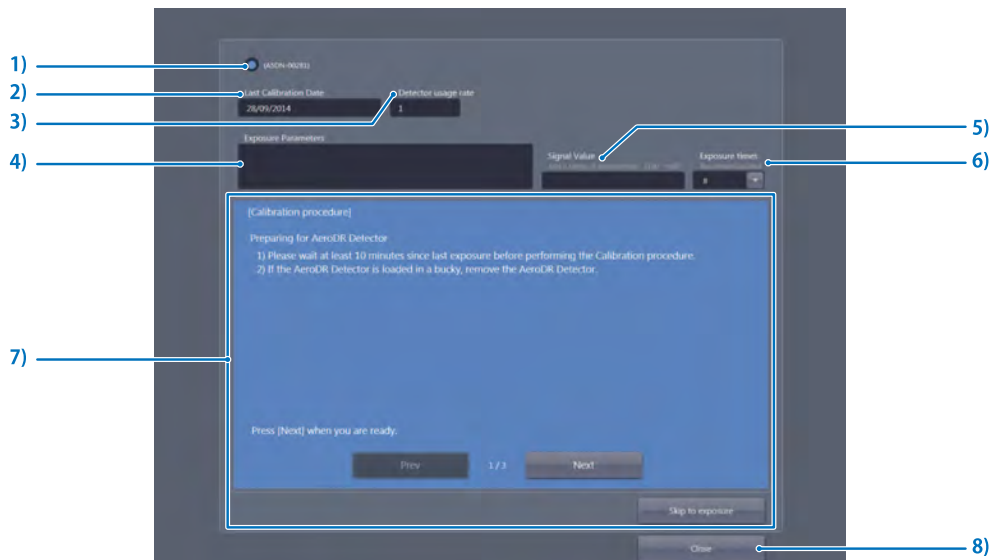 1)
(A5DN-00281)
2)
Last Calibration Date
Detector usage rate
28/09/2014
1
3)
Exposure Parameters
4)
5)
Signal Value
Exposure times
6)
8
[Calibration procedure]
Preparing for AeroDR Detector
1) Please wait at least 10 minutes since last exposure before performing the Calibration procedure.
2) If the AeroDR Detector is loaded in a bucky, remove the AeroDR Detector.
7)
Press [Next] when you are ready.
Prev
1 / 3
Next
Skip to exposure
Close
8)